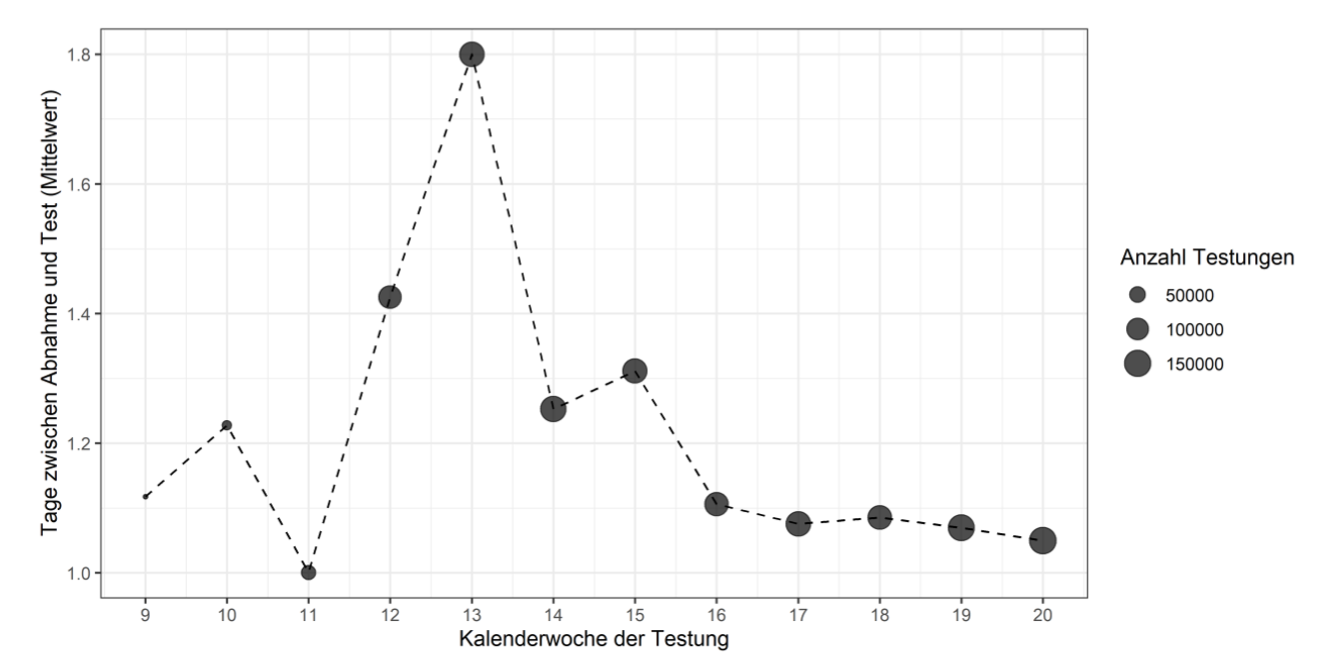 Tage zwischen Abnahme und Test (Mittelwert)
1.8
1.6
1.4
1.2
1.0
9 10 11 12 13 14 15 16 17 18 19 20
Kalenderwoche der Testung
Anzahl Testungen
50000
100000
150000